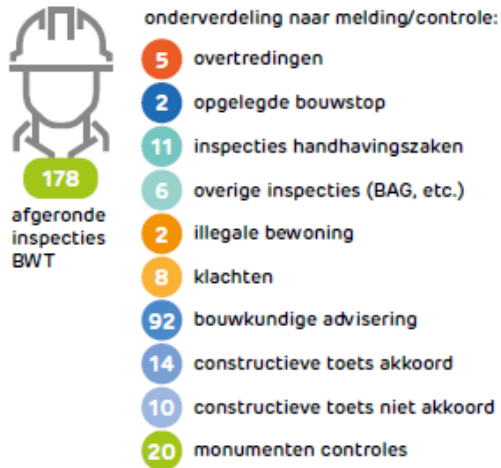 onderverdeling naar melding/controle:
5 overtredingen
2 opgelegde bouwstop
11 inspecties handhavingszaken
6 overige inspecties (BAG, etc.)
2 illegale bewoning
8 klachten
92 bouwkundige advisering
14 constructieve toets akkoord
10 constructieve toets niet akkoord
20 monumenten controles
178
afgeronde
inspecties
BWT